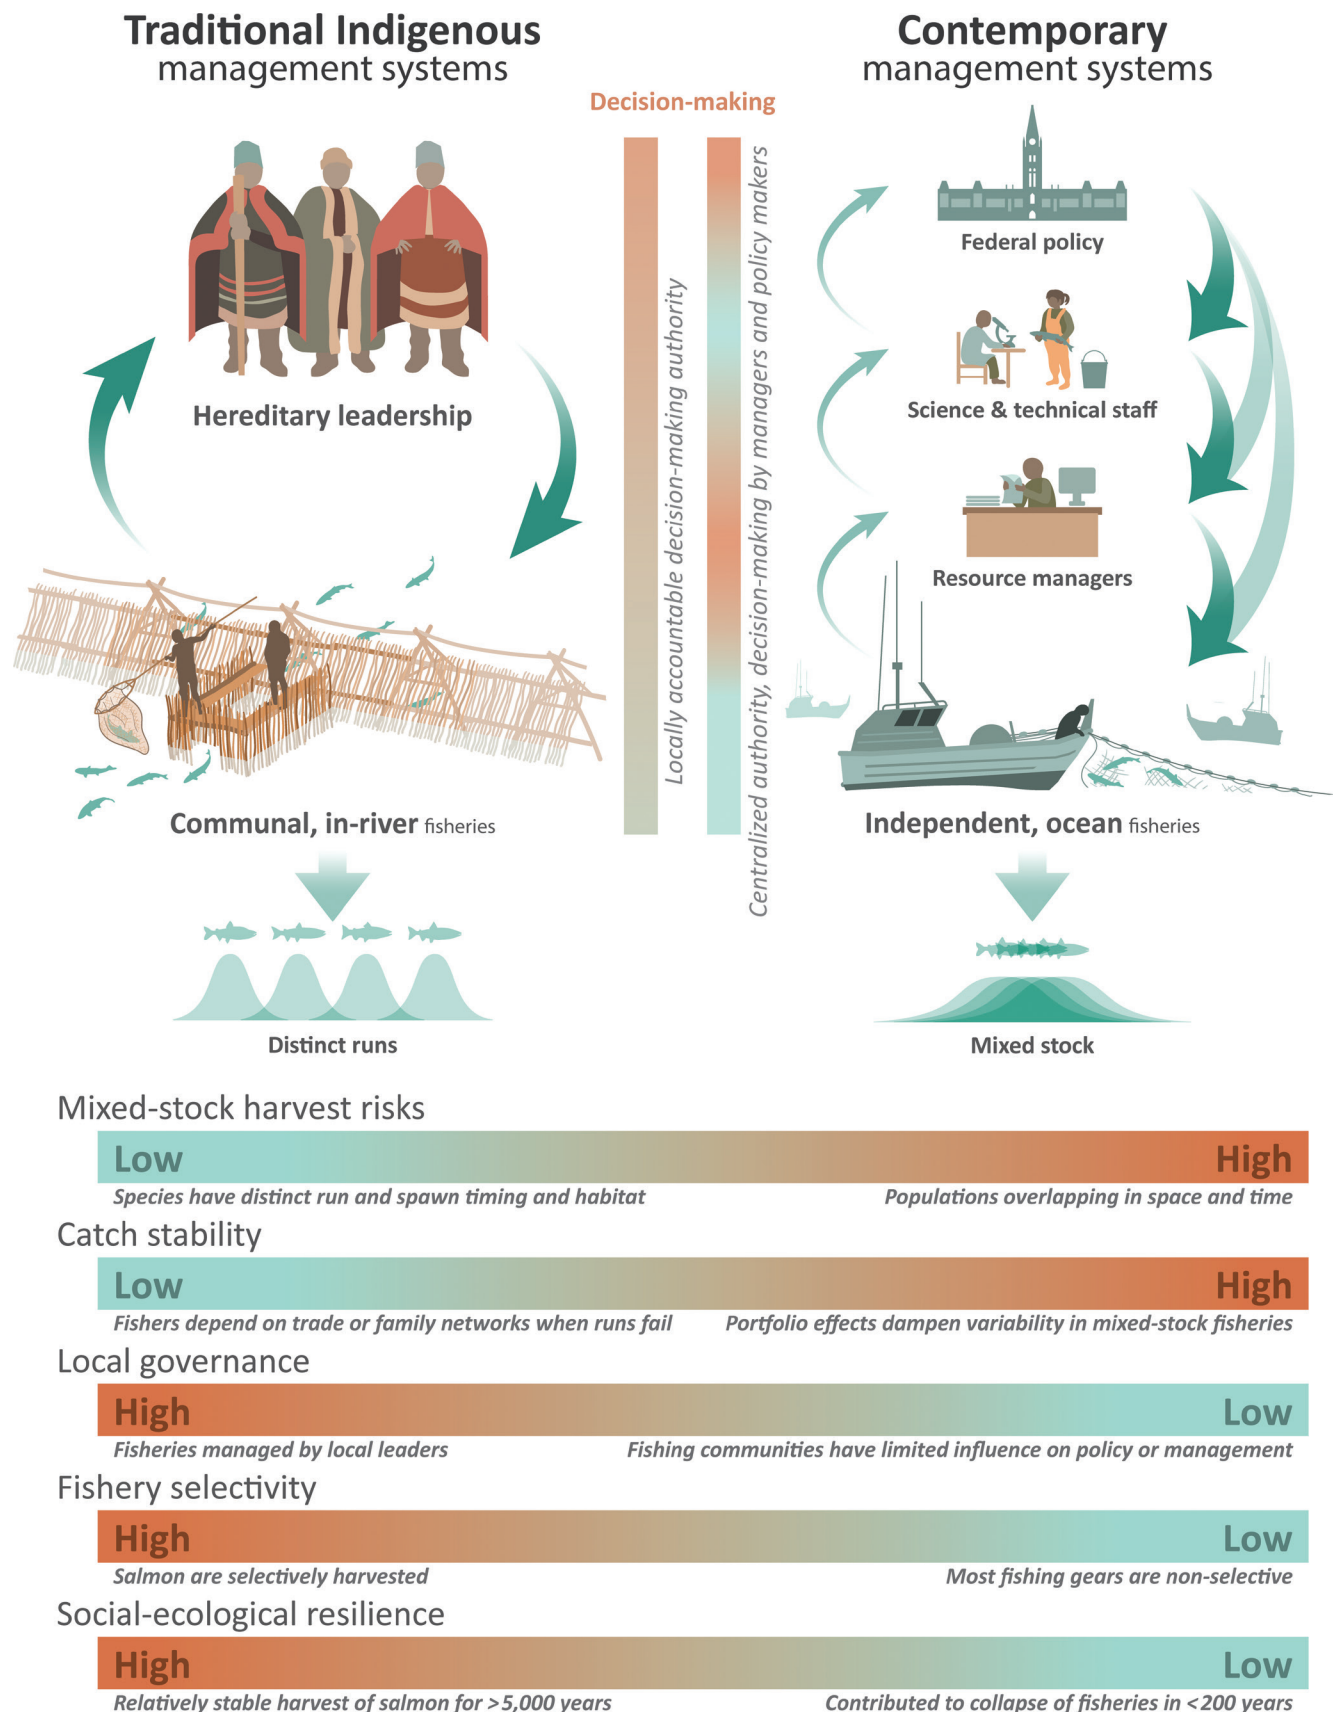 Traditional Indigenous
management systems
Contemporary
management systems
Decision-making
Locally accountable decision-making authority
Centralized authority, decision-making by managers and policy makers
Hereditary leadership
Federal policy
Science & technical staff
Resource managers
Communal, in-river fisheries
Independent, ocean fisheries
Distinct runs
Mixed stock
Mixed-stock harvest risks
Low
High
Species have distinct run and spawn timing and habitat
Populations overlapping in space and time
Catch stability
Low
High
Fishers depend on trade or family networks when runs fail
Portfolio effects dampen variability in mixed-stock fisheries
Local governance
High
Low
Fisheries managed by local leaders
Fishing communities have limited influence on policy or management
Fishery selectivity
High
Low
Salmon are selectively harvested
Most fishing gears are non-selective
Social-ecological resilience
High
Low
Relatively stable harvest of salmon for >5,000 years
Contributed to collapse of fisheries in <200 years